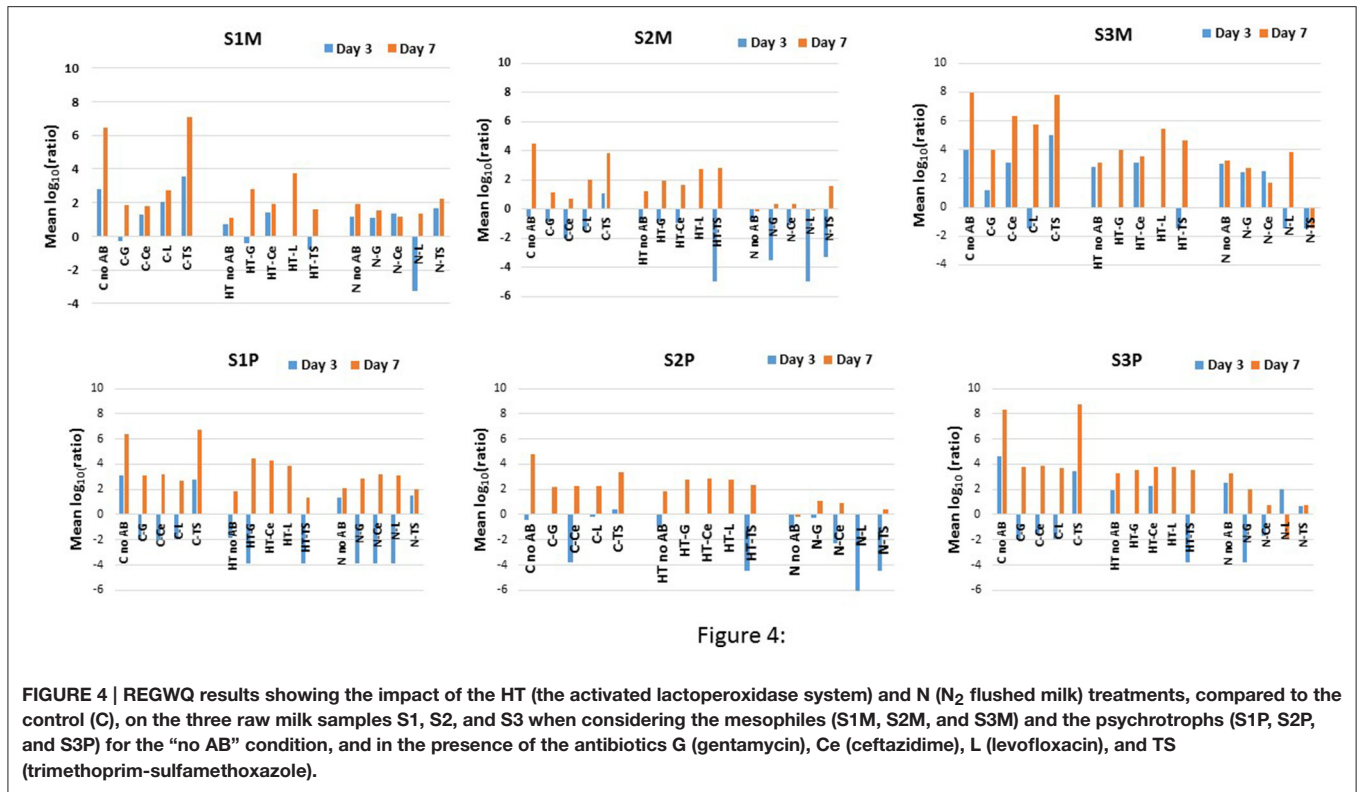 S1M
Day 3 Day 7
Mean log10(ratio)
10
8
6
4
2
0
-2
-4
C no AB C-G C-Ce C-L C-TS HT no AB HT-G HT-Ce HT-L HT-TS N no AB N-G N-Ce N-L N-TS
S2M
Day 3 Day 7
Mean log10(ratio)
10
8
6
4
2
0
-2
-4
-6
C no AB C-G C-Ce C-L C-TS HT no AB HT-G HT-Ce HT-L HT-TS N no AB N-G N-Ce N-L N-TS
S3M
Day 3 Day 7
Mean log10(ratio)
10
8
6
4
2
0
-2
-4
C no AB C-G C-Ce C-L C-TS HT no AB HT-G HT-Ce HT-L HT-TS N no AB N-G N-Ce N-L N-TS
S1P
Day 3 Day 7
Mean log10(ratio)
10
8
6
4
2
0
-2
-4
-6
C no AB C-G C-Ce C-L C-TS HT no AB HT-G HT-Ce HT-L HT-TS N no AB N-G N-Ce N-L N-TS
S2P
Day 3 Day 7
Mean log10(ratio)
10
8
6
4
2
0
-2
-4
-6
C no AB C-G C-Ce C-L C-TS HT no AB HT-G HT-Ce HT-L HT-TS N no AB N-G N-Ce N-L N-TS
S3P
Day 3 Day 7
Mean log10 (ratio)
10
8
6
4
2
0
-2
-4
-6
C no AB C-G C-Ce C-L C-TS HT no AB HT-G HT-Ce HT-L HT-TS N no AB N-G N-Ce N-L N-TS
Figure 4:
FIGURE 4 | REGWQ results showing the impact of the HT (the activated lactoperoxidase system) and N (N2 flushed milk) treatments, compared to the
control (C), on the three raw milk samples S1, S2, and S3 when considering the mesophiles (S1M, S2M, and S3M) and the psychrotrophs (S1P, S2P,
and S3P) for the “no AB” condition, and in the presence of the antibiotics G (gentamycin), Ce (ceftazidime), L (levofloxacin), and TS
(trimethoprim-sulfamethoxazole).